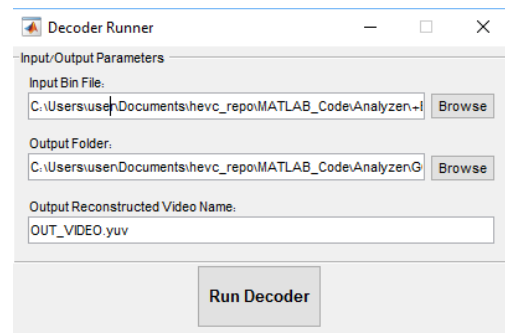 Decoder Runner
Input/Output Parameters
Input Bin File:
C:\Users\user\Documents\hevc_repo\MATLAB_Code\Analyzer\+
Browse
Output Folder:
C:\Users\user\Documents\hevc_repo\MATLAB_Code\Analyzer\G
Browse
Output Reconstructed Video Name:
OUT_VIDEO.yuv
Run Decoder